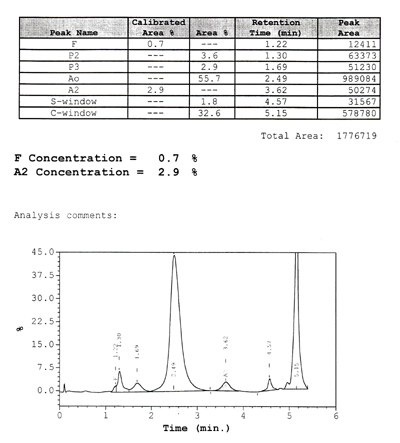 Calibrated Retention Peak
Peak Name Area % Area % Time (min) Area
F 0.7 --- 1.22 12411
P2 --- 3.6 1.30 63373
P3 --- 2.9 1.69 51230
Ao --- 55.7 2.49 989084
A2 2.9 --- 3.62 50274
S-window --- 1.8 4.57 31567
C-window --- 32.6 5.15 578780
Total Area: 1776719
F Concentration = 0.7 %
A2 Concentration = 2.9 %
Analysis comments:
45.0
37.5
30.0
22.5
15.0
7.5
0.0
%
1.22
1.30
1.69
2.49
A 3.62
4.57
5.15
0 1 2 3 4 5 6
Time (min.)